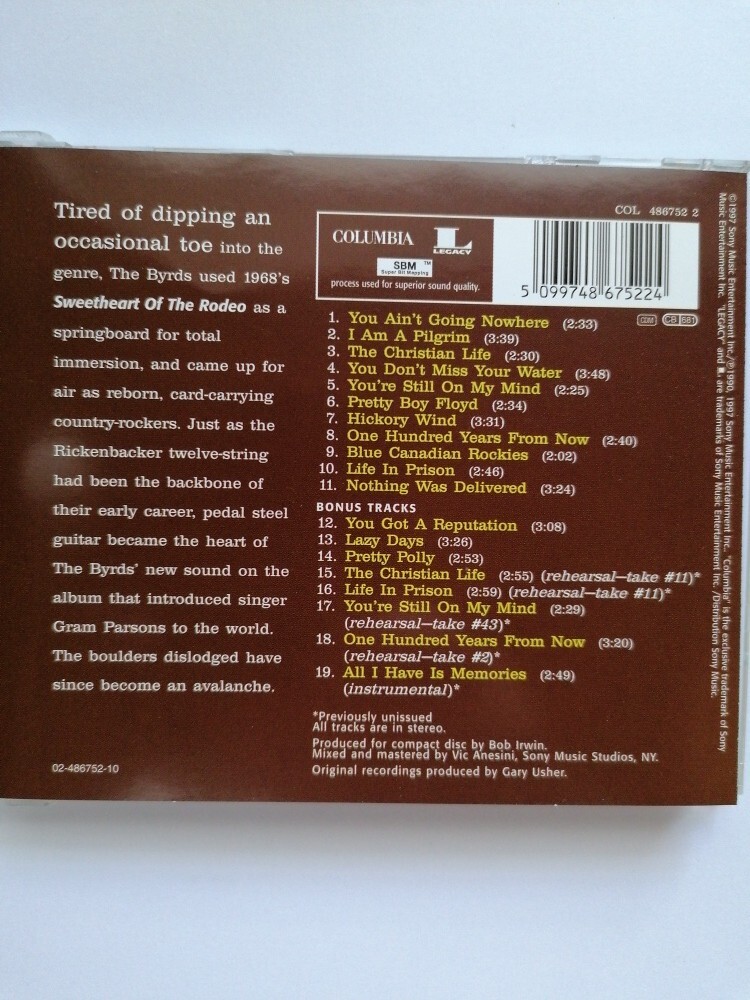 Tired of dipping an
occasional toe into the
genre, The Byrds used 1968's
Sweetheart Of The Rodeo as a
springboard for total
immersion, and came up for
air as reborn, card-carrying
country-rockers. Just as the
Rickenbacker twelve-string
had been the backbone of
their early career, pedal steel
guitar became the heart of
The Byrds' new sound on the
album that introduced singer
Gram Parsons to the world.
The boulders dislodged have
since become an avalanche.
02-486752-10
COLUMBIA
L
LEGACY
SBM™
Super Bit Mapping
process used for superior sound quality.
COL 486752 2
5 099748 675224
CDM CB 681
1. You Ain't Going Nowhere (2:33)
2. I Am A Pilgrim (3:39)
3. The Christian Life (2:30)
4. You Don't Miss Your Water (3:48)
5. You're Still On My Mind (2:25)
6. Pretty Boy Floyd (2:34)
7. Hickory Wind (3:31)
8. One Hundred Years From Now (2:40)
9. Blue Canadian Rockies (2:02)
10. Life In Prison (2:46)
11. Nothing Was Delivered (3:24)
BONUS TRACKS
12. You Got A Reputation (3:08)
13. Lazy Days (3:26)
14. Pretty Polly (2:53)
15. The Christian Life (2:55) (rehearsal—take #11)*
16. Life In Prison (2:59) (rehearsal—take #11)*
17. You're Still On My Mind (2:29)
(rehearsal—take #43)*
18. One Hundred Years From Now (3:20)
(rehearsal—take #2)*
19. All I Have Is Memories (2:49)
(instrumental)*
*Previously unissued
All tracks are in stereo.
Produced for compact disc by Bob Irwin.
Mixed and mastered by Vic Anesini, Sony Music Studios, NY.
Original recordings produced by Gary Usher.
©1997 Sony Music Entertainment Inc./℗1990, 1997 Sony Music Entertainment Inc. "Columbia" is the exclusive trademark of Sony
Music Entertainment Inc. "LEGACY" and L are trademarks of Sony Music Entertainment Inc./Distribution Sony Music.